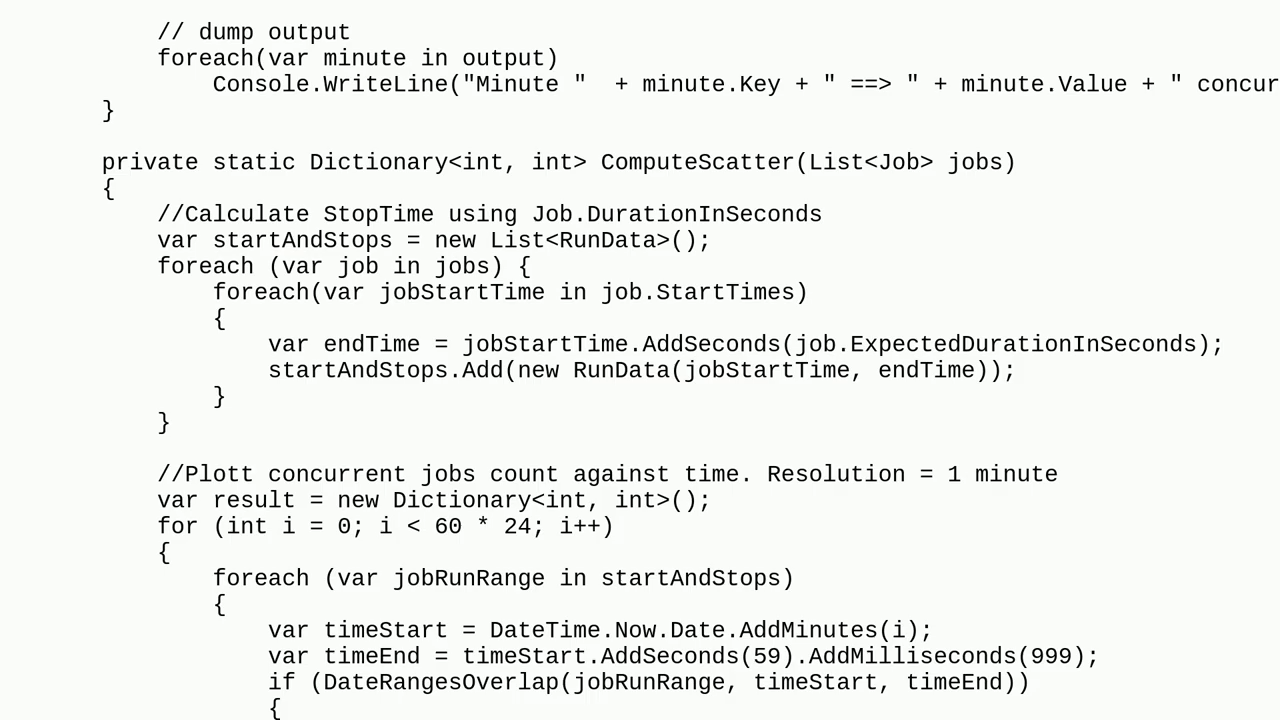 // dump output
foreach(var minute in output)
Console.WriteLine("Minute "  + minute.Key + " ==> " + minute.Value + " concur
}
private static Dictionary<int, int> ComputeScatter(List<Job> jobs)
{
//Calculate StopTime using Job.DurationInSeconds
var startAndStops = new List<RunData>();
foreach (var job in jobs) {
foreach(var jobStartTime in job.StartTimes)
{
var endTime = jobStartTime.AddSeconds(job.ExpectedDurationInSeconds);
startAndStops.Add(new RunData(jobStartTime, endTime));
}
}
//Plott concurrent jobs count against time. Resolution = 1 minute
var result = new Dictionary<int, int>();
for (int i = 0; i < 60 * 24; i++)
{
foreach (var jobRunRange in startAndStops)
{
var timeStart = DateTime.Now.Date.AddMinutes(i);
var timeEnd = timeStart.AddSeconds(59).AddMilliseconds(999);
if (DateRangesOverlap(jobRunRange, timeStart, timeEnd))
{